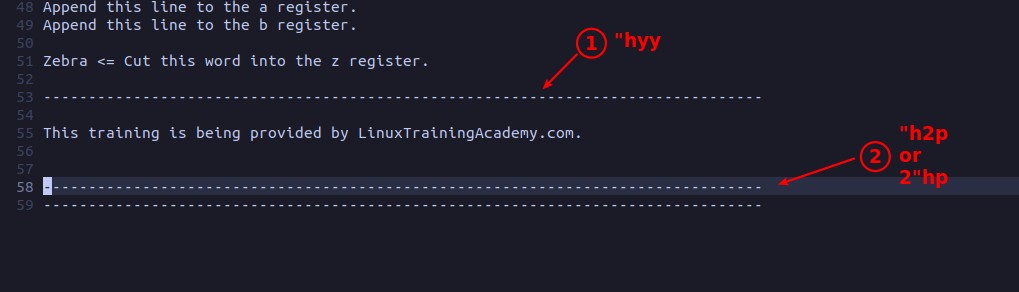 48 Append this line to the a register.
49 Append this line to the b register.
50
51 Zebra <= Cut this word into the z register.
52
53 --------------------------------------------------------------------------------
54
55 This training is being provided by LinuxTrainingAcademy.com.
56
57
58 --------------------------------------------------------------------------------
59 --------------------------------------------------------------------------------
1 "hyy
2 "h2p
or
2"hp